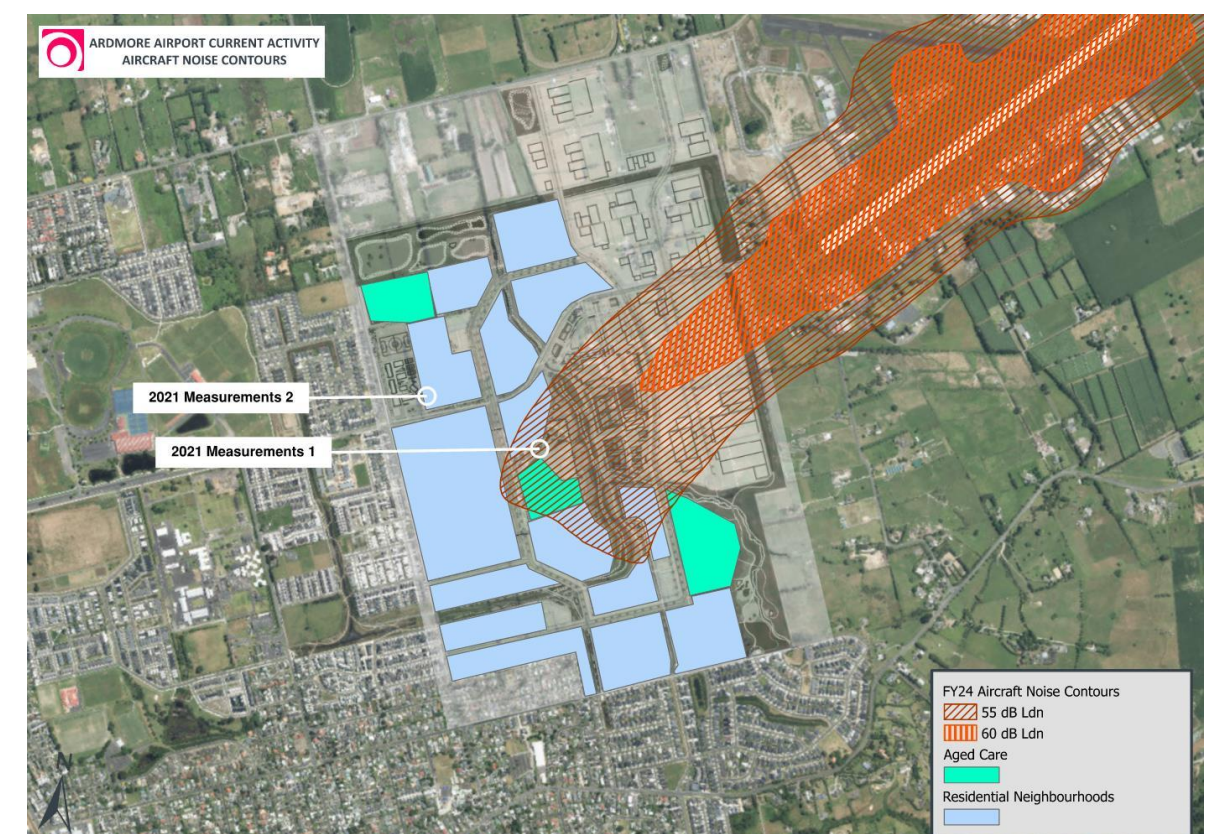 ARDMORE AIRPORT CURRENT ACTIVITY
AIRCRAFT NOISE CONTOURS
2021 Measurements 2
2021 Measurements 1
FY24 Aircraft Noise Contours
55 dB Ldn
60 dB Ldn
Aged Care
Residential Neighbourhoods
N